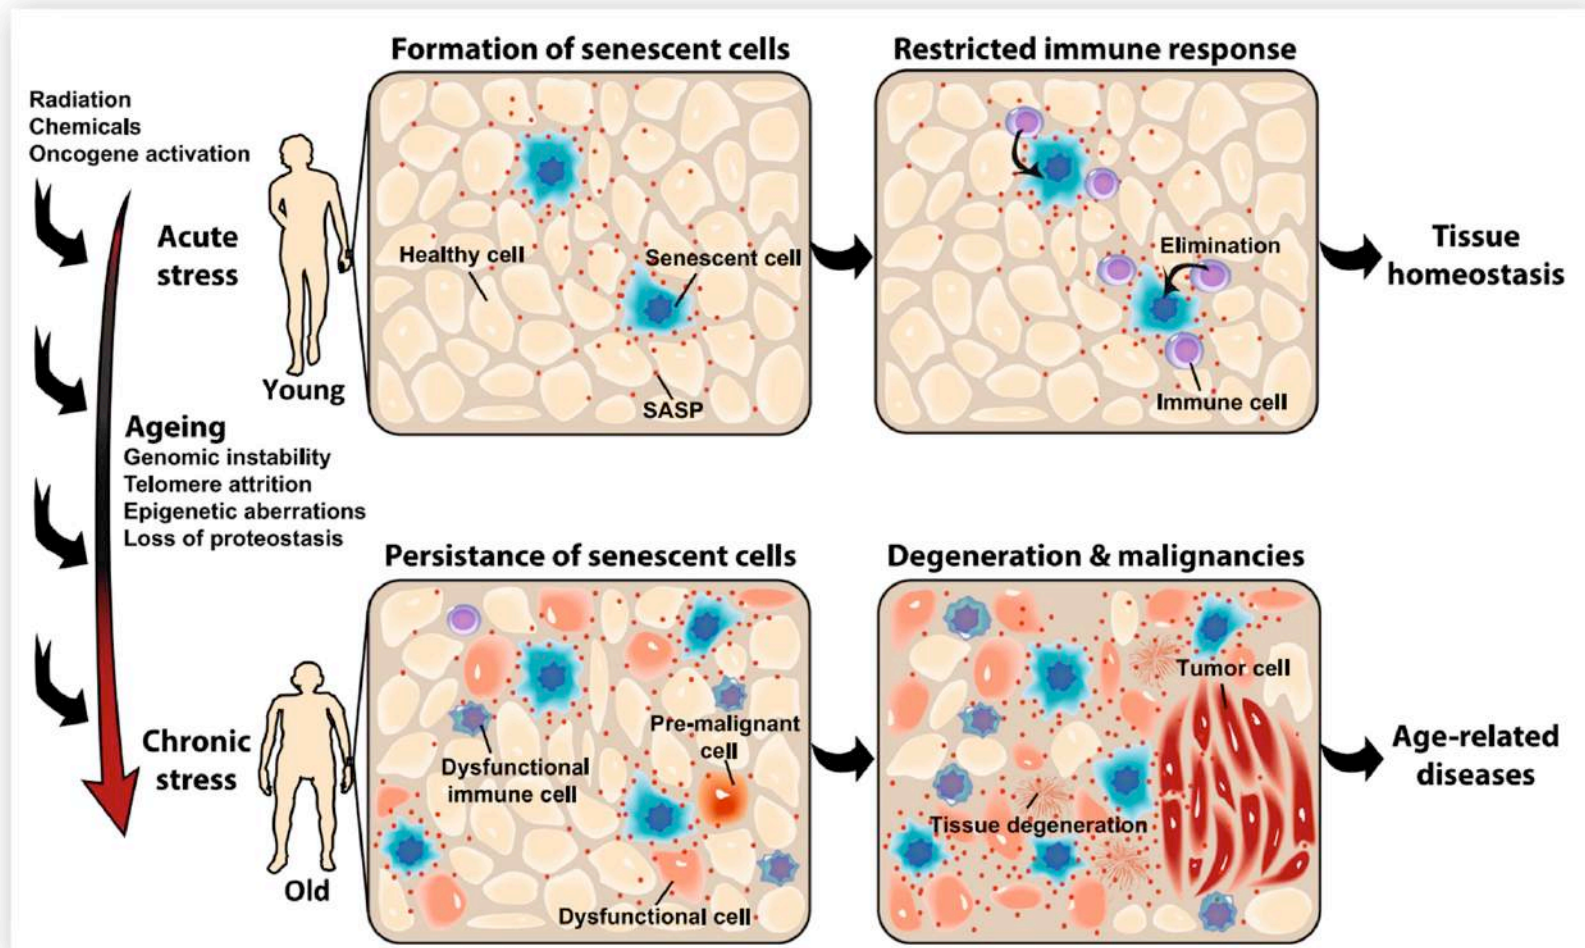 Formation of senescent cells
Restricted immune response
Radiation
Chemicals
Oncogene activation
Acute
stress
Young
Healthy cell
Senescent cell
SASP
Elimination
Immune cell
Tissue
homeostasis
Ageing
Genomic instability
Telomere attrition
Epigenetic aberrations
Loss of proteostasis
Persistance of senescent cells
Degeneration & malignancies
Chronic
stress
Old
Dysfunctional
immune cell
Pre-malignant
cell
Dysfunctional cell
Tumor cell
Tissue degeneration
Age-related
diseases